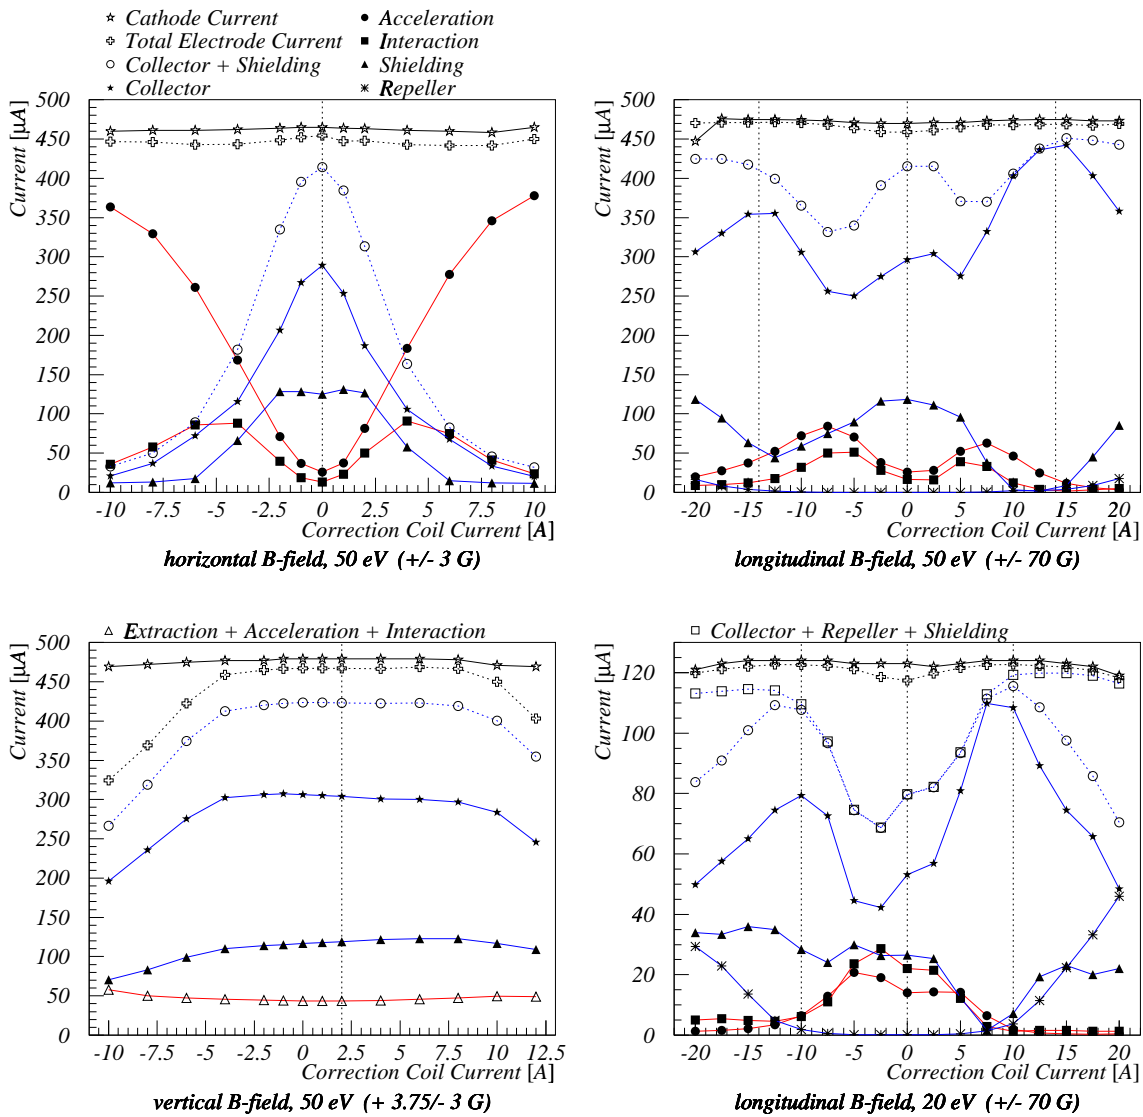 Cathode Current
Acceleration
Total Electrode Current
Interaction
Collector + Shielding
Shielding
Collector
Repeller
Current [µA]
500
450
400
350
300
250
200
150
100
50
0
-10 -7.5 -5 -2.5 0 2.5 5 7.5 10
Correction Coil Current [A]
horizontal B-field, 50 eV (+/- 3 G)
Current [µA]
500
450
400
350
300
250
200
150
100
50
0
-20 -15 -10 -5 0 5 10 15 20
Correction Coil Current [A]
longitudinal B-field, 50 eV (+/- 70 G)
Extraction + Acceleration + Interaction
Current [µA]
500
450
400
350
300
250
200
150
100
50
0
-10 -7.5 -5 -2.5 0 2.5 5 7.5 10 12.5
Correction Coil Current [A]
vertical B-field, 50 eV (+ 3.75/- 3 G)
Collector + Repeller + Shielding
Current [µA]
120
100
80
60
40
20
0
-20 -15 -10 -5 0 5 10 15 20
Correction Coil Current [A]
longitudinal B-field, 20 eV (+/- 70 G)